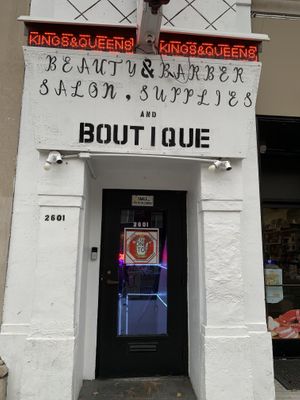 KINGS&QUEENS KINGS&QUEENS
BEAUTY & BARBER
SALON, SUPPLIES
AND
BOUTIQUE
2601
2601